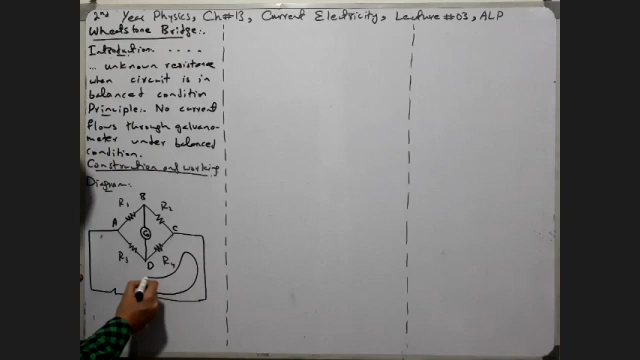 2nd Year Physics, Ch#13, Current Electricity, Lecture #03, ALP
Wheatstone Bridge:.
Introduction. ....
... unknown resistance
when circuit is in
balanced condition
Principle:. No current
flows through galvano-
meter under balanced
condition.
Construction and working
Diagram:
B
R1 R2
A G C
R3 R4
D